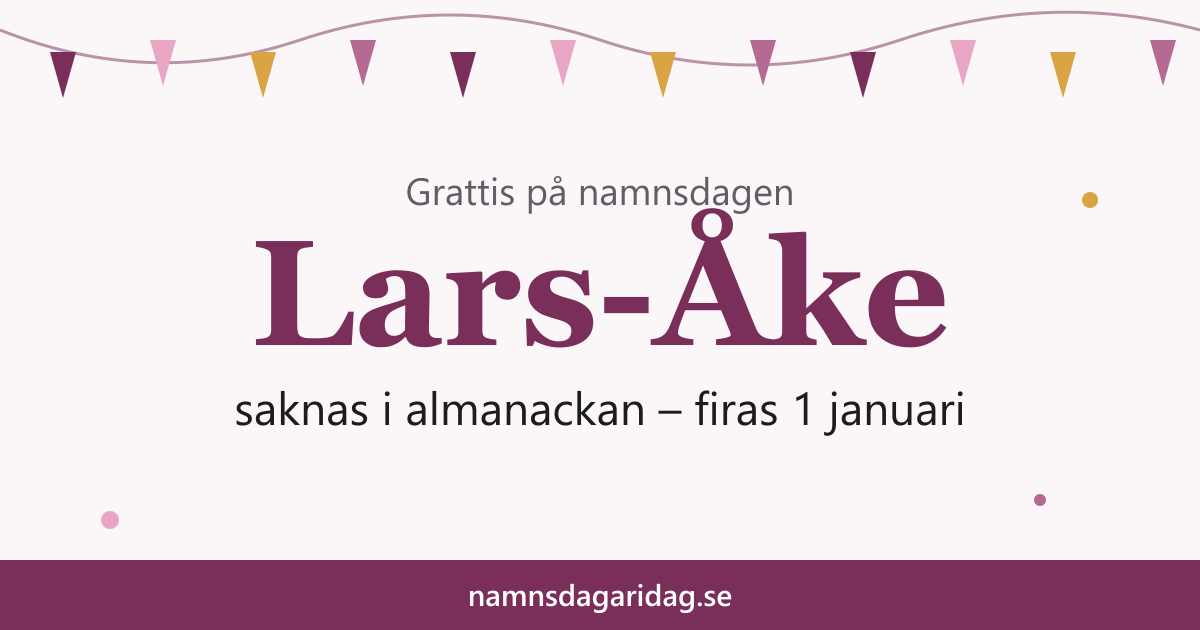 Grattis på namnsdagen
Lars-Åke
saknas i almanackan – firas 1 januari
namnsdagaridag.se